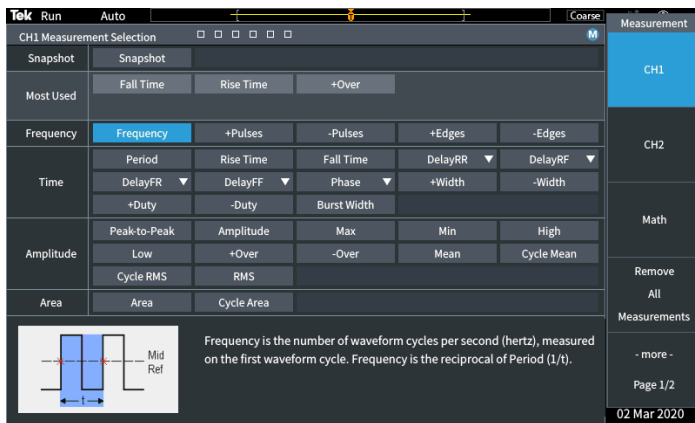 Tek Run Auto Coarse
T
Measurement
CH1 Measurement Selection M
Snapshot Snapshot
CH1
Most Used Fall Time Rise Time +Over
Frequency Frequency +Pulses -Pulses +Edges -Edges
CH2
Time Period Rise Time Fall Time DelayRR DelayRF
DelayFR DelayFF Phase +Width -Width
+Duty -Duty Burst Width
Math
Amplitude Peak-to-Peak Amplitude Max Min High
Low +Over -Over Mean Cycle Mean
Cycle RMS RMS
Remove
All
Measurements
Area Area Cycle Area
Mid
Ref
t
Frequency is the number of waveform cycles per second (hertz), measured
on the first waveform cycle. Frequency is the reciprocal of Period (1/t).
- more -
Page 1/2
02 Mar 2020